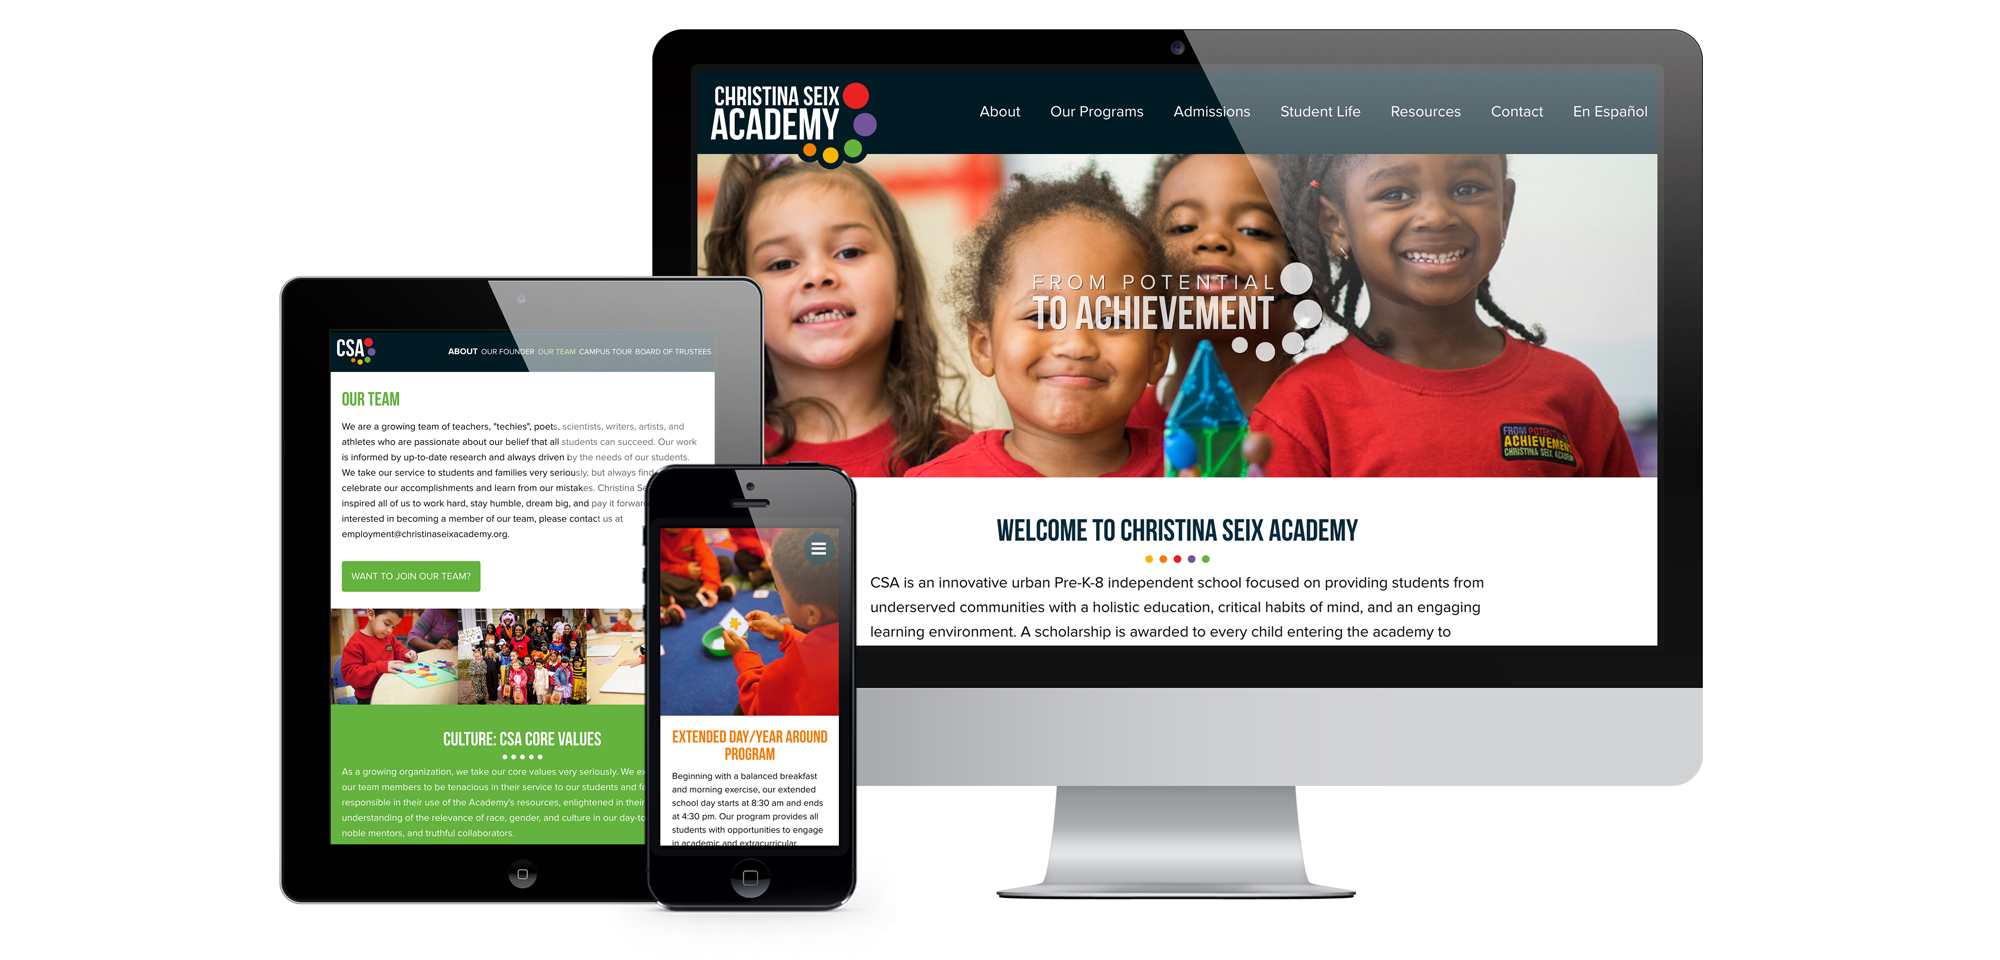 CHRISTINA SEIX
ACADEMY
About Our Programs Admissions Student Life Resources Contact En Español
FROM POTENTIAL
TO ACHIEVEMENT
FROM POTENTIAL
ACHIEVEMENT
CHRISTINA SEIX ACADEMY
WELCOME TO CHRISTINA SEIX ACADEMY
CSA is an innovative urban Pre-K-8 independent school focused on providing students from
underserved communities with a holistic education, critical habits of mind, and an engaging
learning environment. A scholarship is awarded to every child entering the academy to
CSA
ABOUT OUR FOUNDER OUR TEAM CAMPUS TOUR BOARD OF TRUSTEES
OUR TEAM
We are a growing team of teachers, "techies", poets, scientists, writers, artists, and
athletes who are passionate about our belief that all students can succeed. Our work
is informed by up-to-date research and always driven by the needs of our students.
We take our service to students and families very seriously, but always find
celebrate our accomplishments and learn from our mistakes. Christina Se
inspired all of us to work hard, stay humble, dream big, and pay it forward
interested in becoming a member of our team, please contact us at
employment@christinaseixacademy.org.
WANT TO JOIN OUR TEAM?
CULTURE: CSA CORE VALUES
As a growing organization, we take our core values very seriously. We ex
our team members to be tenacious in their service to our students and fa
responsible in their use of the Academy's resources, enlightened in their
understanding of the relevance of race, gender, and culture in our day-to
noble mentors, and truthful collaborators.
EXTENDED DAY/YEAR AROUND
PROGRAM
Beginning with a balanced breakfast
and morning exercise, our extended
school day starts at 8:30 am and ends
at 4:30 pm. Our program provides all
students with opportunities to engage
in academic and extracurricular